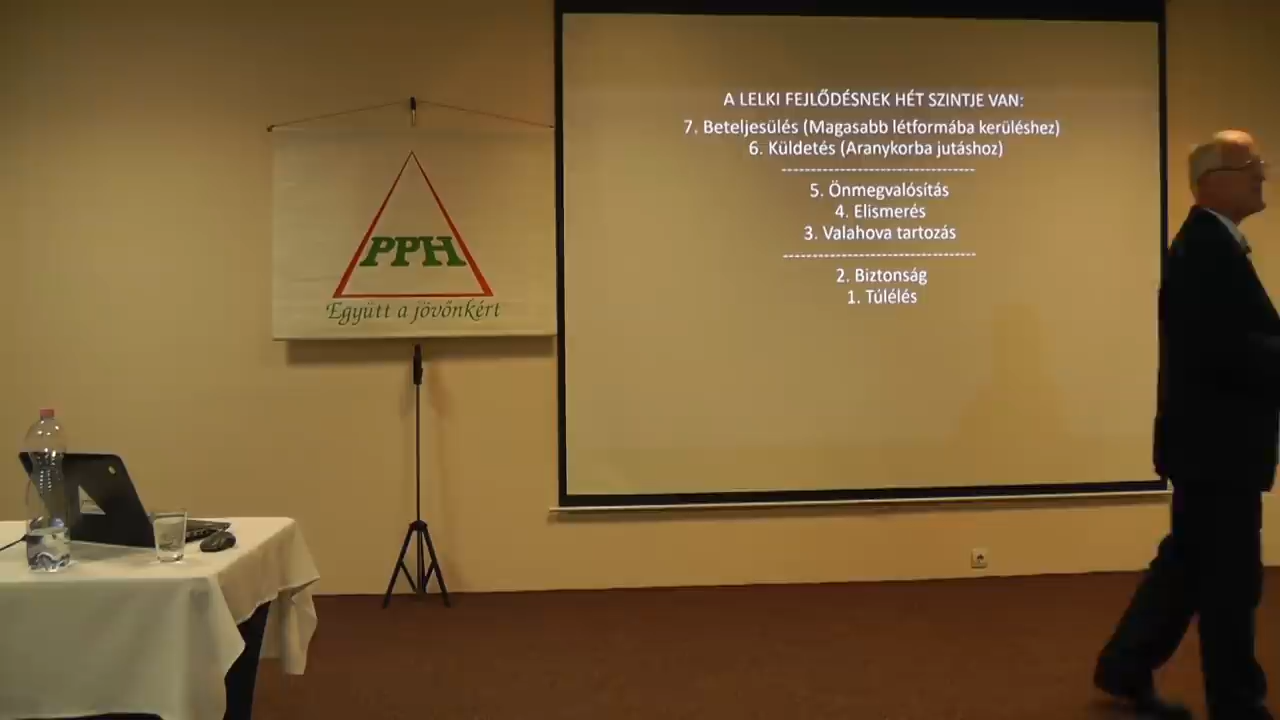 PPH
Együtt a jövőnkért
A LELKI FEJLŐDÉSNEK HÉT SZINTJE VAN:
7. Beteljesülés (Magasabb létformába kerüléshez)
6. Küldetés (Aranykorba jutáshoz)
------------------------------------
5. Önmegvalósítás
4. Elismerés
3. Valahova tartozás
------------------------------------
2. Biztonság
1. Túlélés